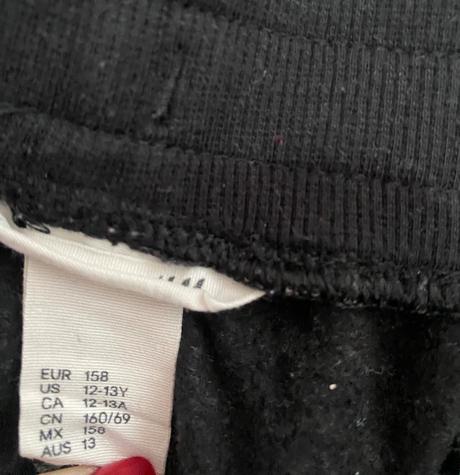 EUR 158
US 12-13Y
CA 12-13A
CN 160/69
MX 158
AUS 13